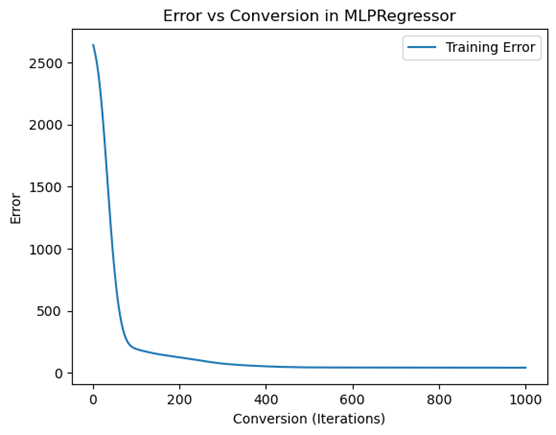 Error vs Conversion in MLPRegressor
Training Error
Error
2500
2000
1500
1000
500
0
0 200 400 600 800 1000
Conversion (Iterations)